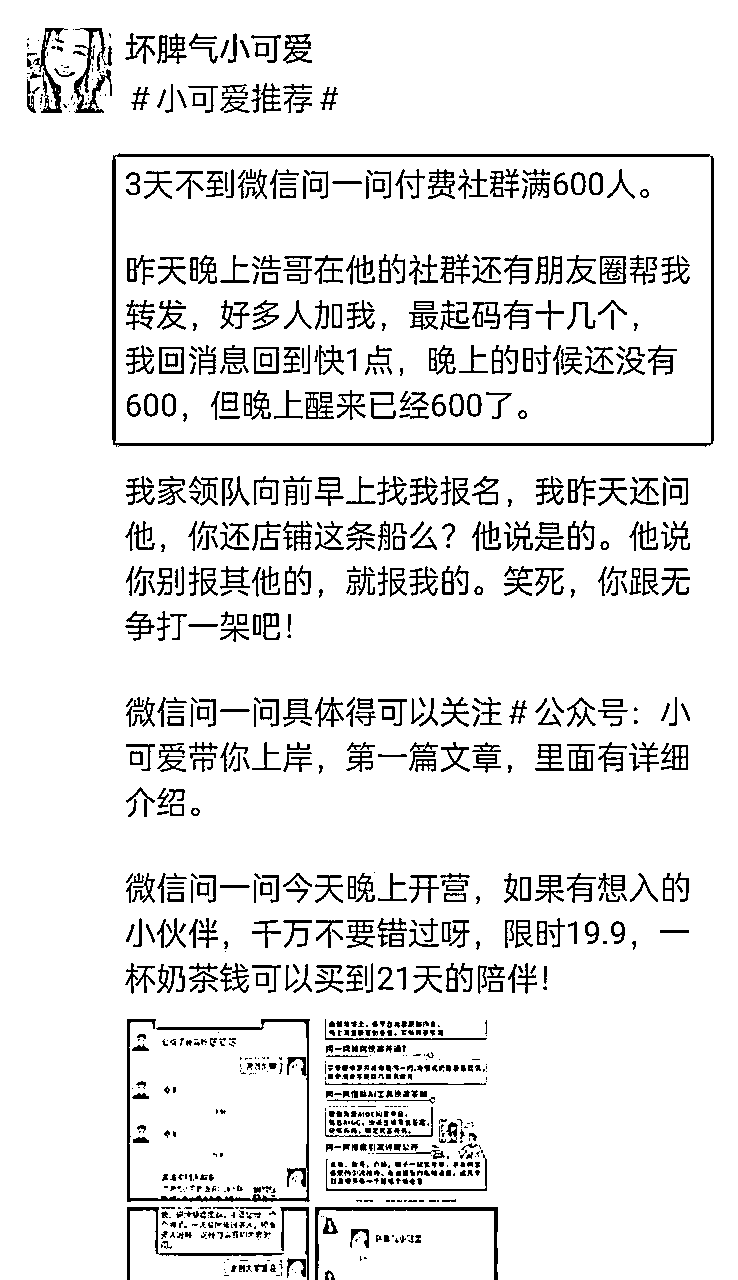 坏脾气小可爱
#小可爱推荐#
3天不到微信问一问付费社群满600人。
昨天晚上浩哥在他的社群还有朋友圈帮我
转发，好多人加我，最起码有十几个，
我回消息回到快1点，晚上的时候还没有
600，但晚上醒来已经600了。
我家领队向前早上找我报名，我昨天还问
他，你还店铺这条船么？他说是的。他说
你别报其他的，就报我的。笑死，你跟无
争打一架吧！
微信问一问具体得可以关注#公众号：小
可爱带你上岸，第一篇文章，里面有详细
介绍。
微信问一问今天晚上开营，如果有想入的
小伙伴，千万不要错过呀，限时19.9，一
杯奶茶钱可以买到21天的陪伴！